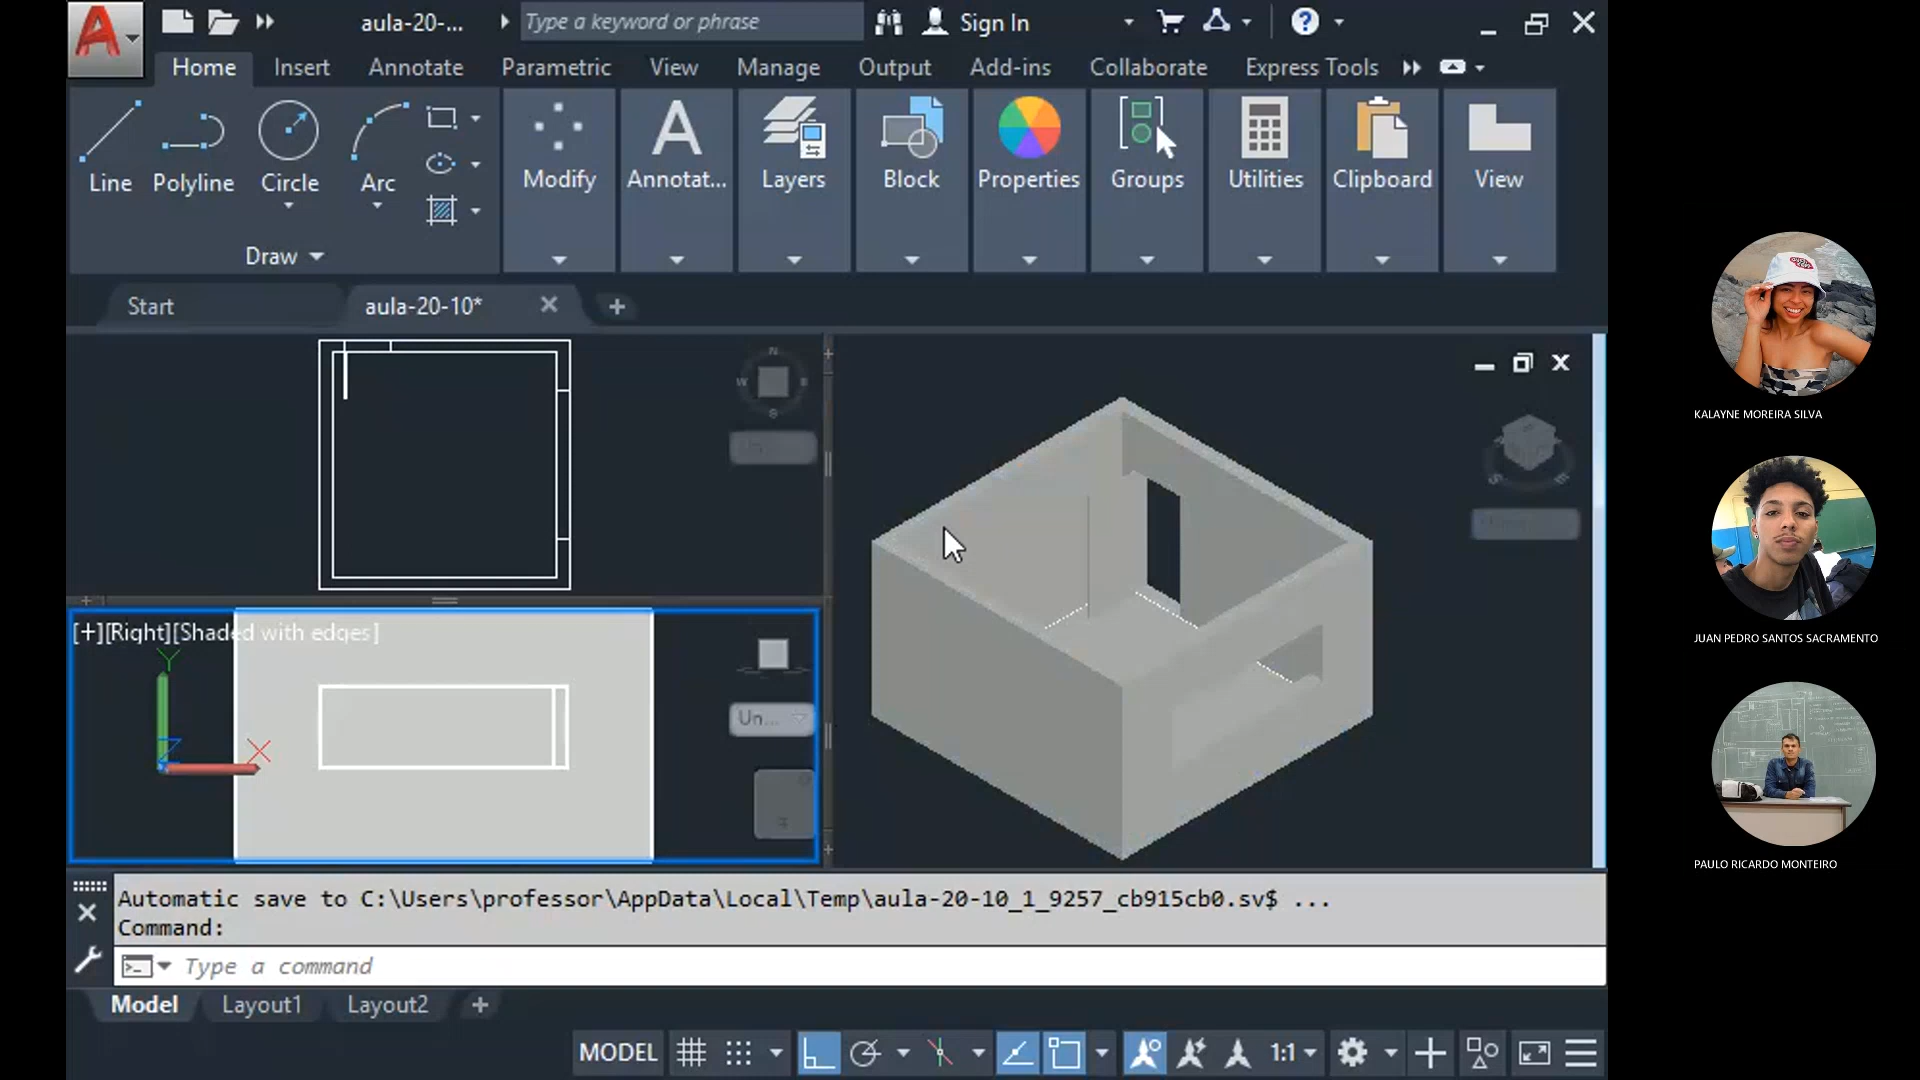 aula-20-...
Type a keyword or phrase
Sign In
Home
Insert
Annotate
Parametric
View
Manage
Output
Add-ins
Collaborate
Express Tools
Line
Polyline
Circle
Arc
Draw
Modify
Annotat...
Layers
Block
Properties
Groups
Utilities
Clipboard
View
Start
aula-20-10*
N
W
S
[+][Right][Shaded with edges]
Y
Z
X
Un...
KALAYNE MOREIRA SILVA
JUAN PEDRO SANTOS SACRAMENTO
PAULO RICARDO MONTEIRO
Automatic save to C:\Users\professor\AppData\Local\Temp\aula-20-10_1_9257_cb915cb0.sv$ ...
Command:
Type a command
Model
Layout1
Layout2
MODEL
1:1